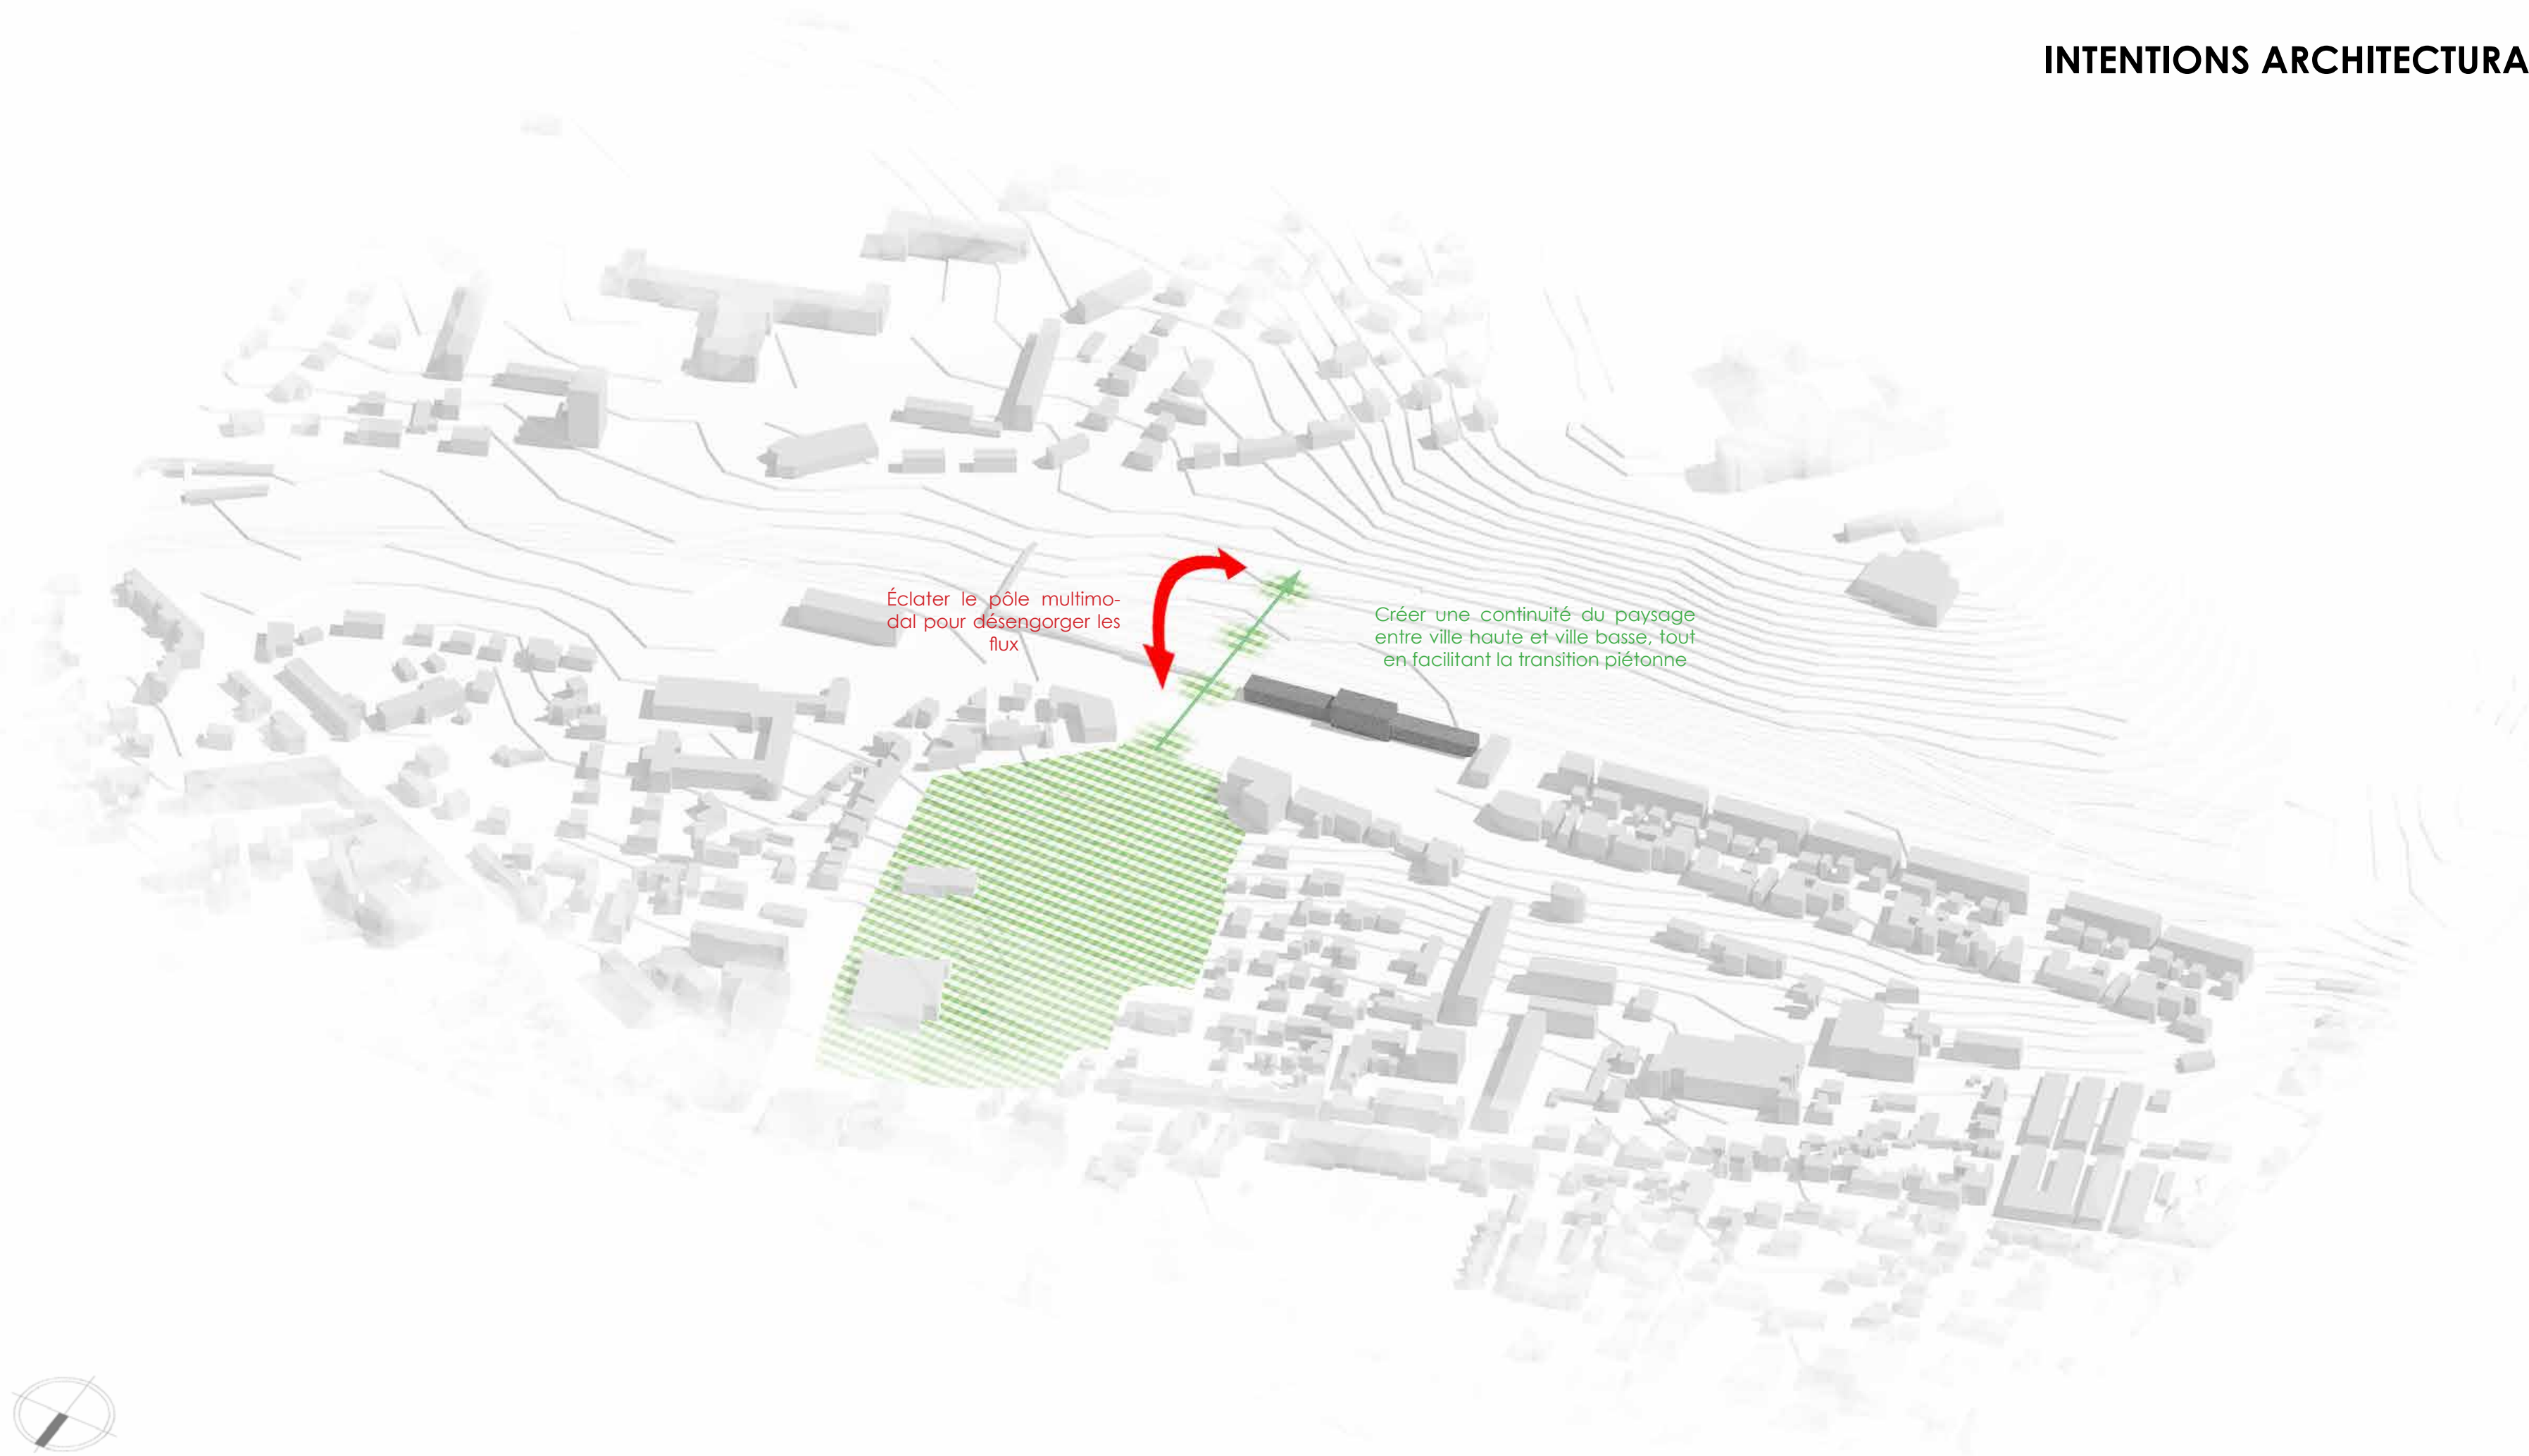 INTENTIONS ARCHITECTURA
Éclater le pôle multimo-
dal pour désengorger les
flux
Créer une continuité du paysage
entre ville haute et ville basse, tout
en facilitant la transition piétonne